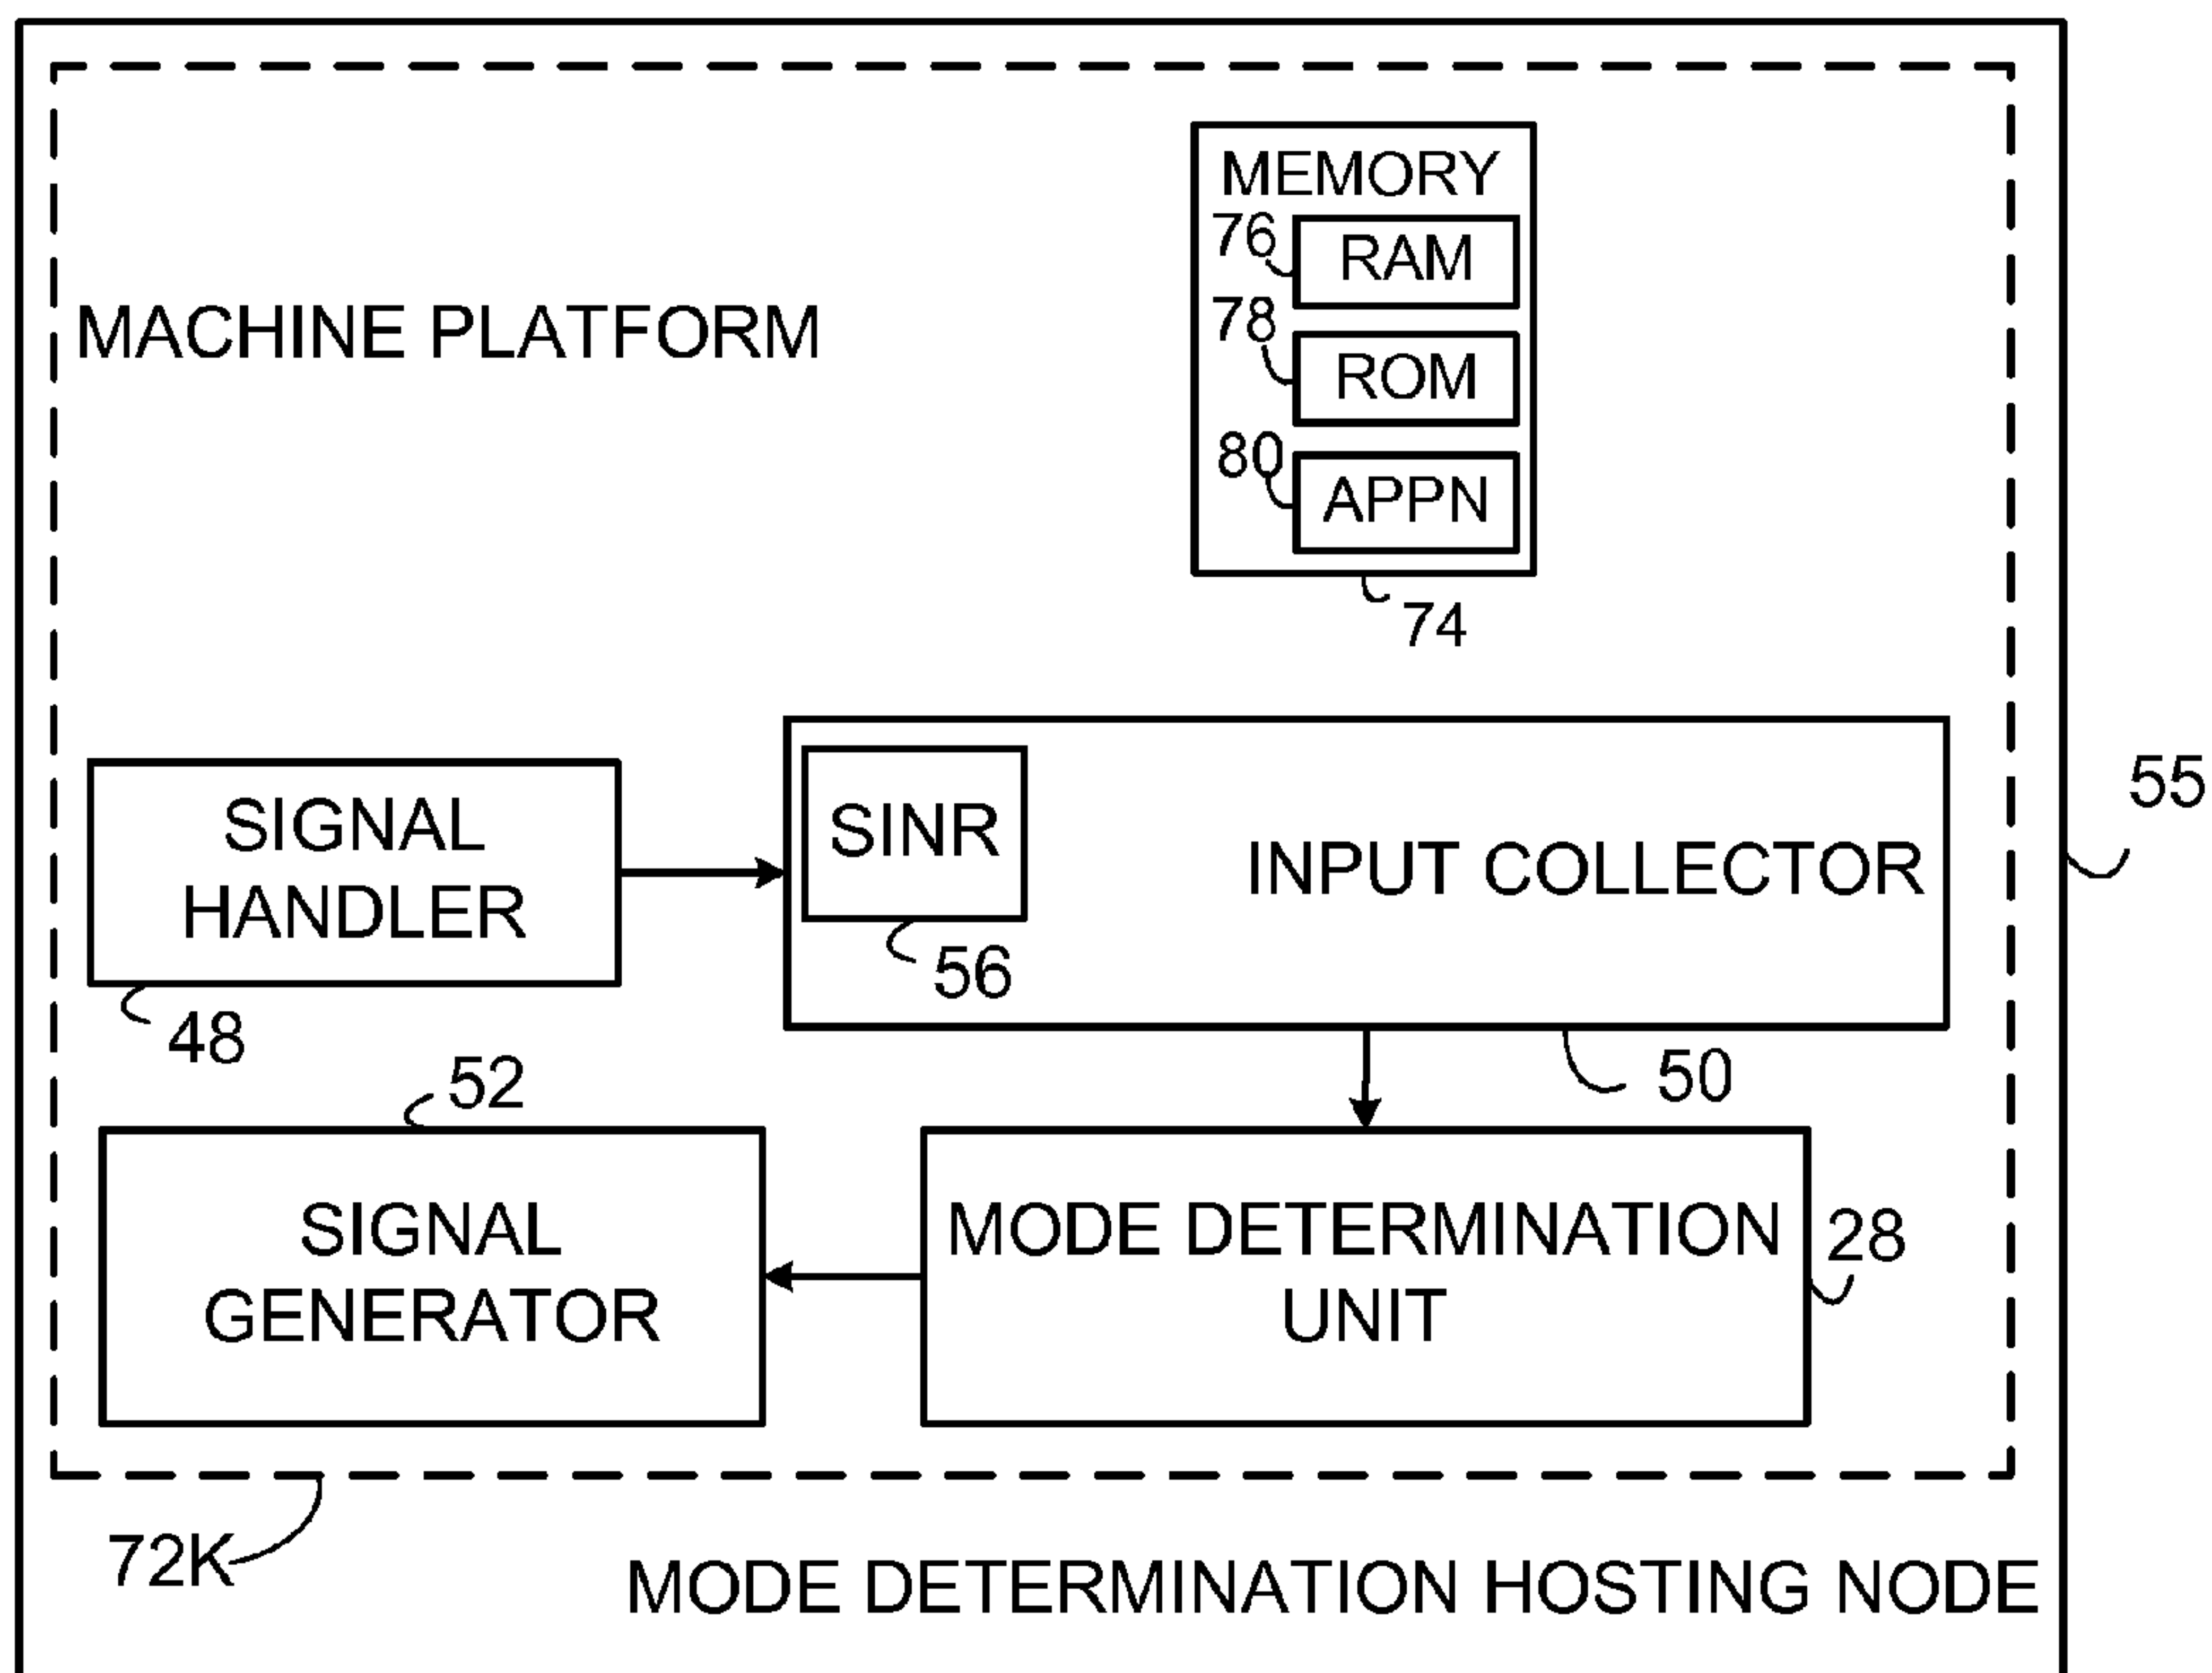 MEMORY
76
RAM
MACHINE PLATFORM
78
ROM
80
APPN
74
55
SIGNAL
HANDLER
SINR
INPUT COLLECTOR
56
48
52
50
SIGNAL
GENERATOR
MODE DETERMINATION
UNIT
28
72K
MODE DETERMINATION HOSTING NODE